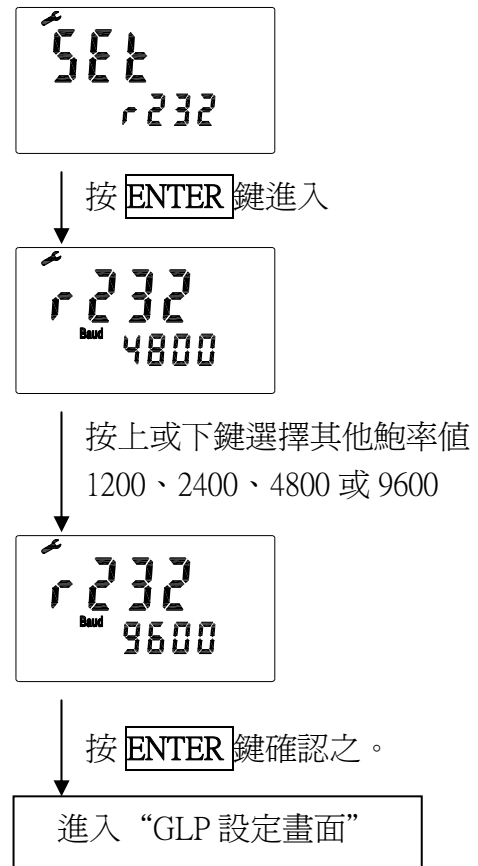 SEt
r232
按 ENTER 鍵進入
r232
Baud 4800
按上或下鍵選擇其他鮑率值
1200、2400、4800 或 9600
r232
Baud 9600
按 ENTER 鍵確認之。
進入“GLP 設定畫面”